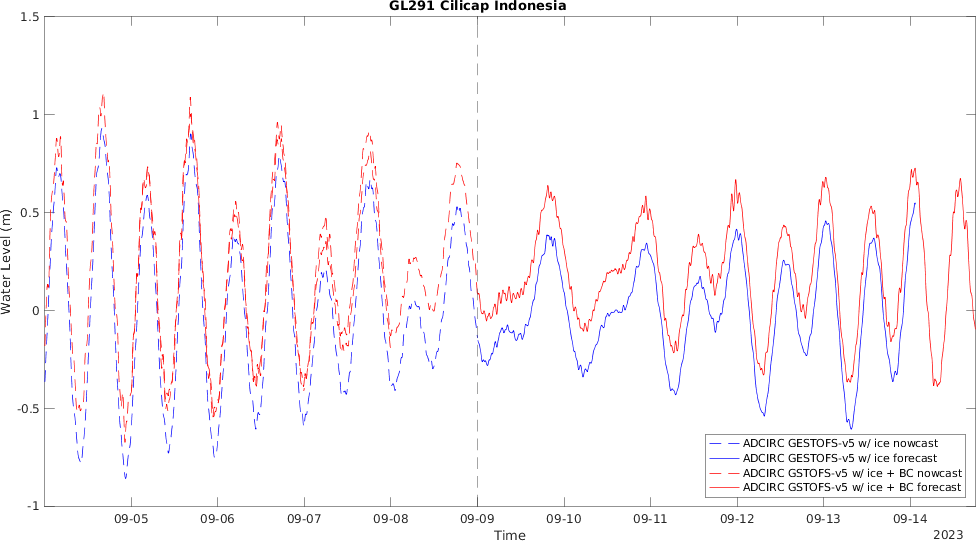 GL291 Cilicap Indonesia
1.5
1
0.5
0
-0.5
-1
Water Level (m)
09-05 09-06 09-07 09-08 09-09 09-10 09-11 09-12 09-13 09-14
Time
2023
ADCIRC GESTOFS-v5 w/ ice nowcast
ADCIRC GESTOFS-v5 w/ ice forecast
ADCIRC GSTOFS-v5 w/ ice + BC nowcast
ADCIRC GSTOFS-v5 w/ ice + BC forecast